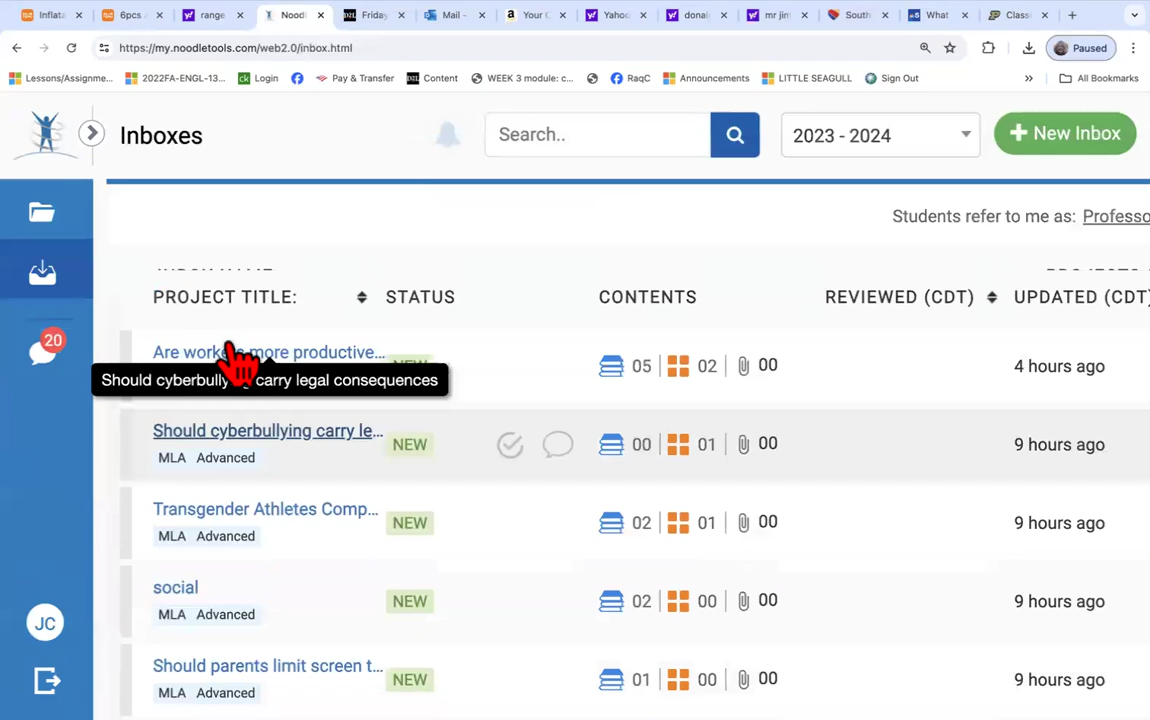 Inflata
6pcs
range
Noodl
Friday
Mail -
Your C
Yahoo
donal
mr jim
South
What
Classi
https://my.noodletools.com/web2.0/inbox.html
Paused
Lessons/Assignme...
2022FA-ENGL-13...
Login
Pay & Transfer
Content
WEEK 3 module: c...
RaqC
Announcements
LITTLE SEAGULL
Sign Out
All Bookmarks
Inboxes
Search..
2023 - 2024
+ New Inbox
Students refer to me as: Professo
PROJECT TITLE:
STATUS
CONTENTS
REVIEWED (CDT)
UPDATED (CDT)
Are workers more productive...
05
02
00
4 hours ago
Should cyberbullying carry legal consequences
Should cyberbullying carry le...
NEW
00
01
00
9 hours ago
MLA Advanced
Transgender Athletes Comp...
NEW
02
01
00
9 hours ago
MLA Advanced
social
NEW
02
00
00
9 hours ago
MLA Advanced
Should parents limit screen t...
NEW
01
00
00
9 hours ago
MLA Advanced
20
JC